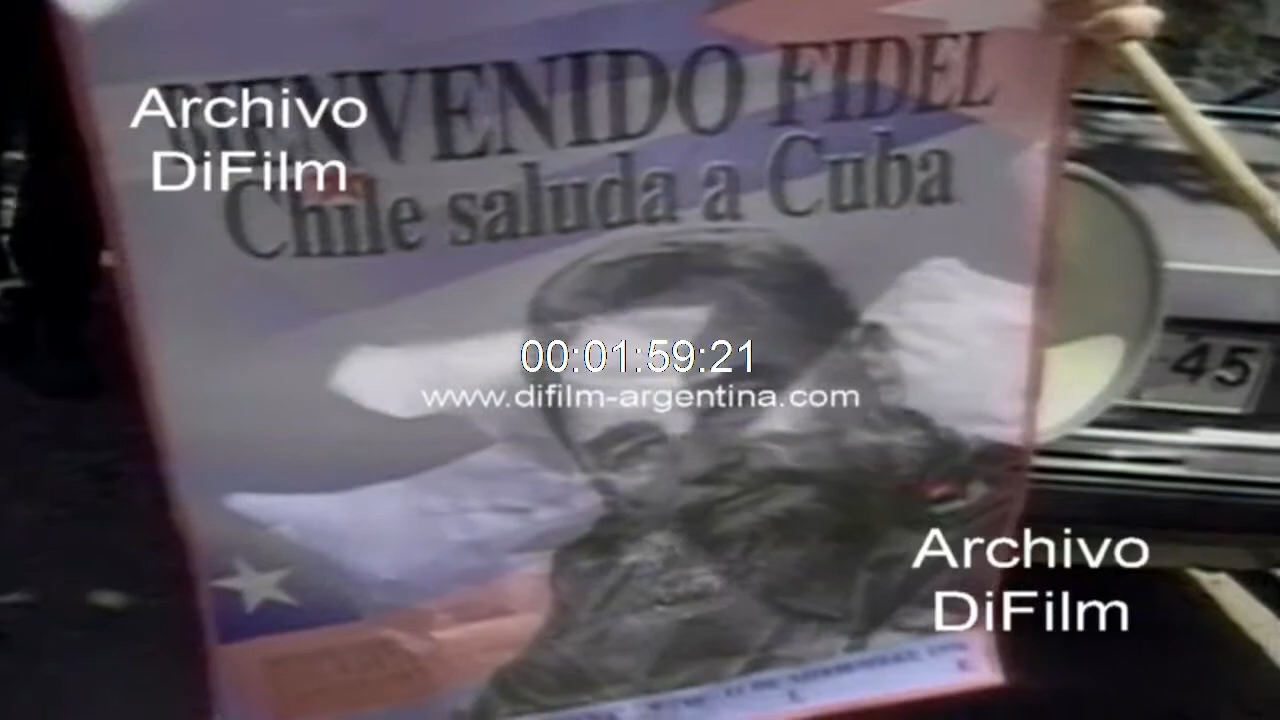 BIENVENIDO FIDEL
Chile saluda a Cuba
Archivo
DiFilm
00:01:59:21
www.difilm-argentina.com
45
Archivo
DiFilm